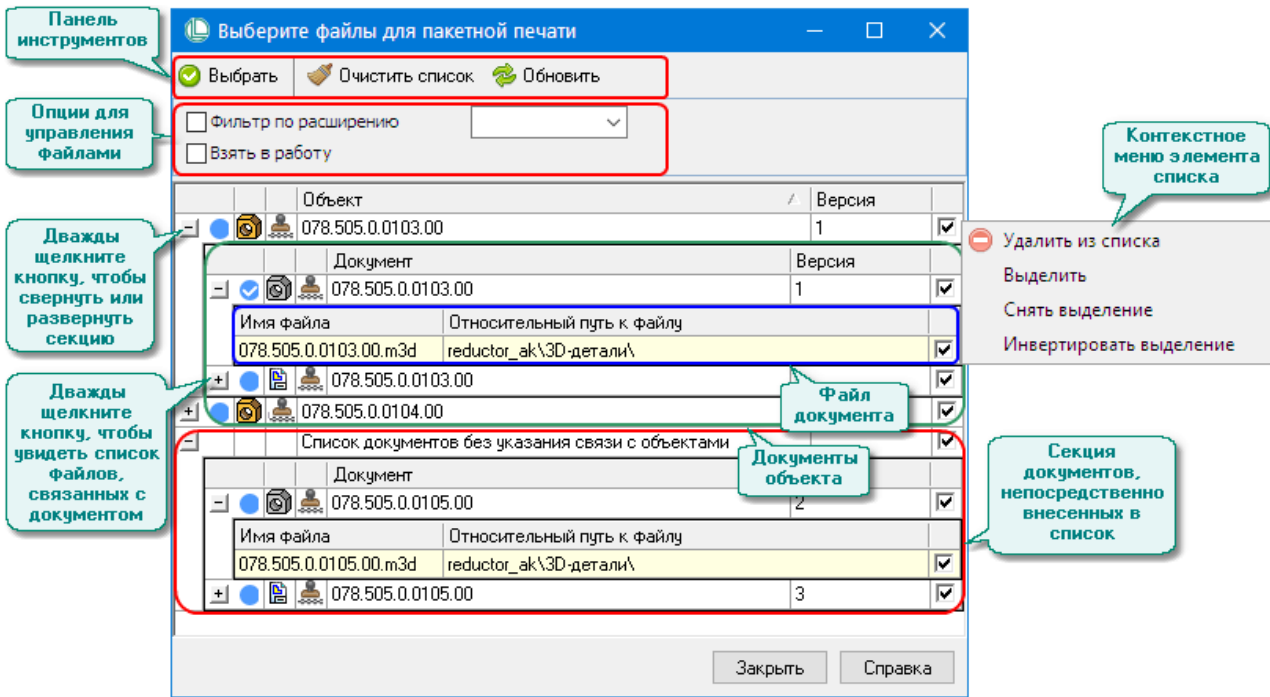 Панель
инструментов
Выберите файлы для пакетной печати
Выбрать
Очистить список
Обновить
Опции для
управления
файлами
Фильтр по расширению
Взять в работу
Контекстное
меню элемента
списка
Объект
Версия
078.505.0.0103.00
1
Дважды
щелкните
кнопку, чтобы
свернуть или
развернуть
секцию
Документ
Версия
078.505.0.0103.00
1
Имя файла
Относительный путь к файлу
078.505.0.0103.00.m3d
reductor_ak\3D-детали\
Удалить из списка
Выделить
Снять выделение
Инвертировать выделение
Дважды
щелкните
кнопку, чтобы
увидеть список
файлов,
связанных с
документом
078.505.0.0103.00
Файл
документа
078.505.0.0104.00
Список документов без указания связи с объектами
Документы
объекта
Секция
документов,
непосредственно
внесенных в
список
Документ
078.505.0.0105.00
2
Имя файла
Относительный путь к файлу
078.505.0.0105.00.m3d
reductor_ak\3D-детали\
078.505.0.0105.00
3
Закрыть
Справка